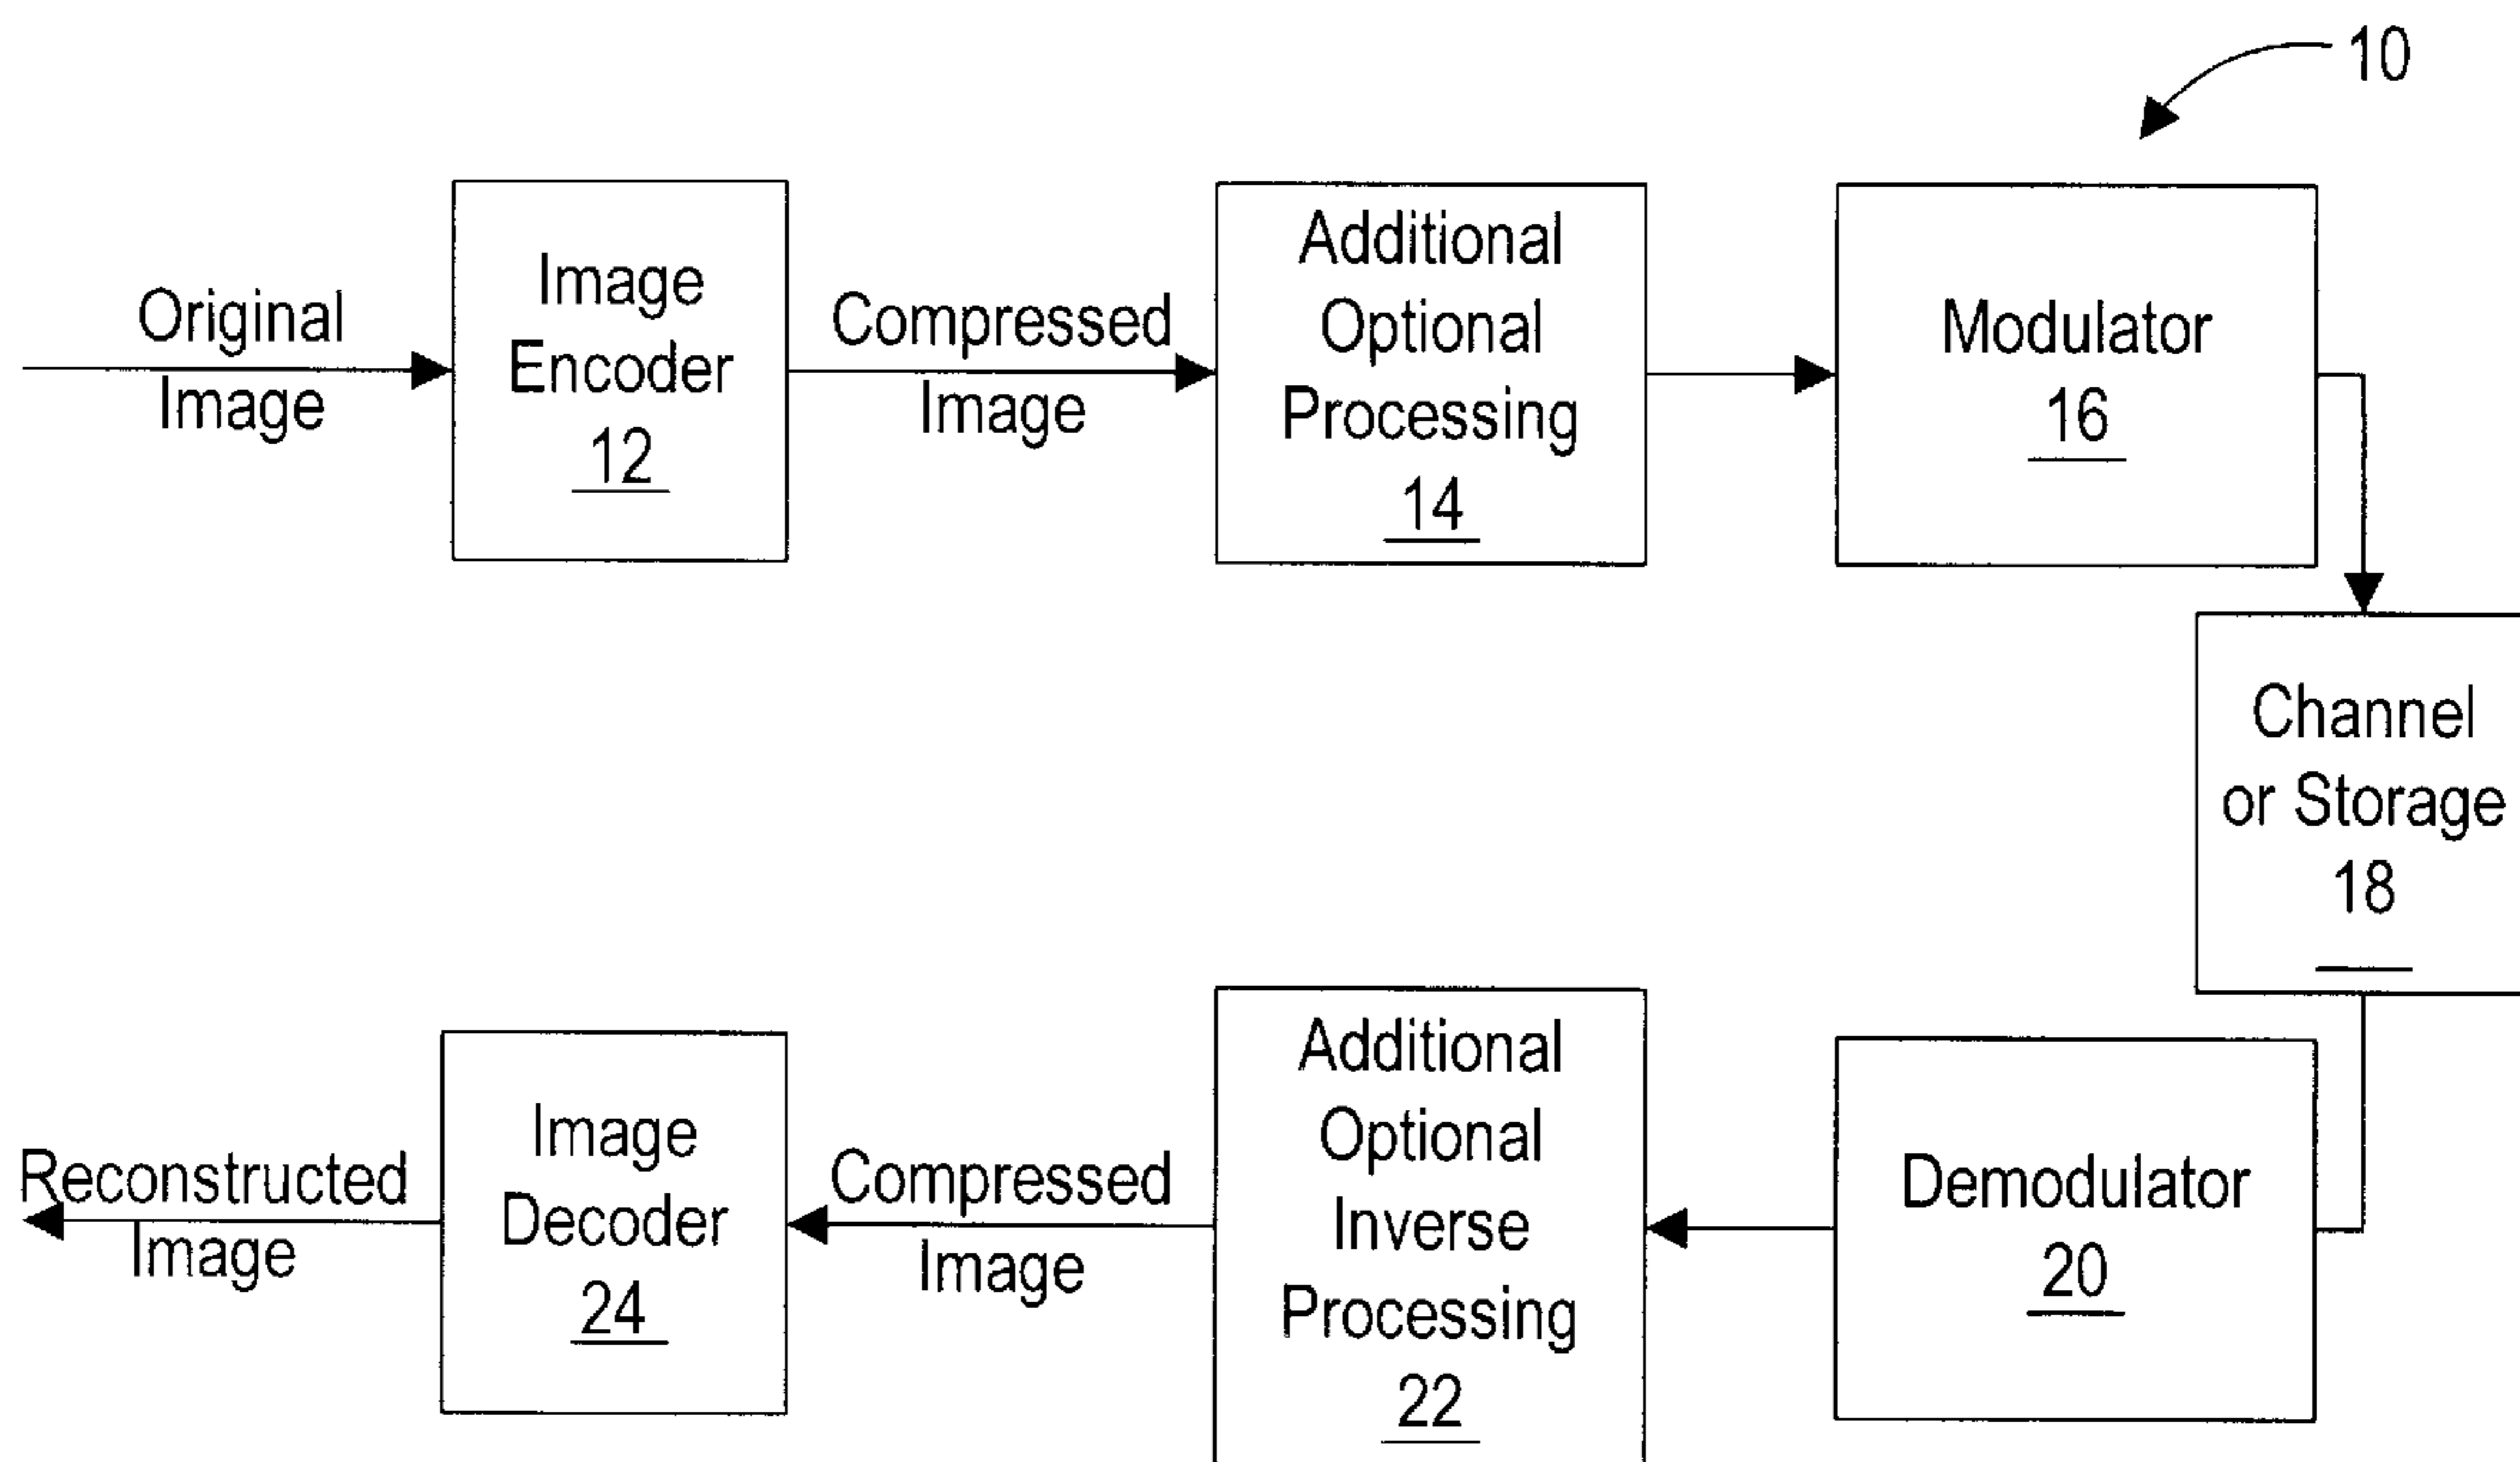 10
Original
Image
Image
Encoder
12
Compressed
Image
Additional
Optional
Processing
14
Modulator
16
Channel
or Storage
18
Reconstructed
Image
Image
Decoder
24
Compressed
Image
Additional
Optional
Inverse
Processing
22
Demodulator
20